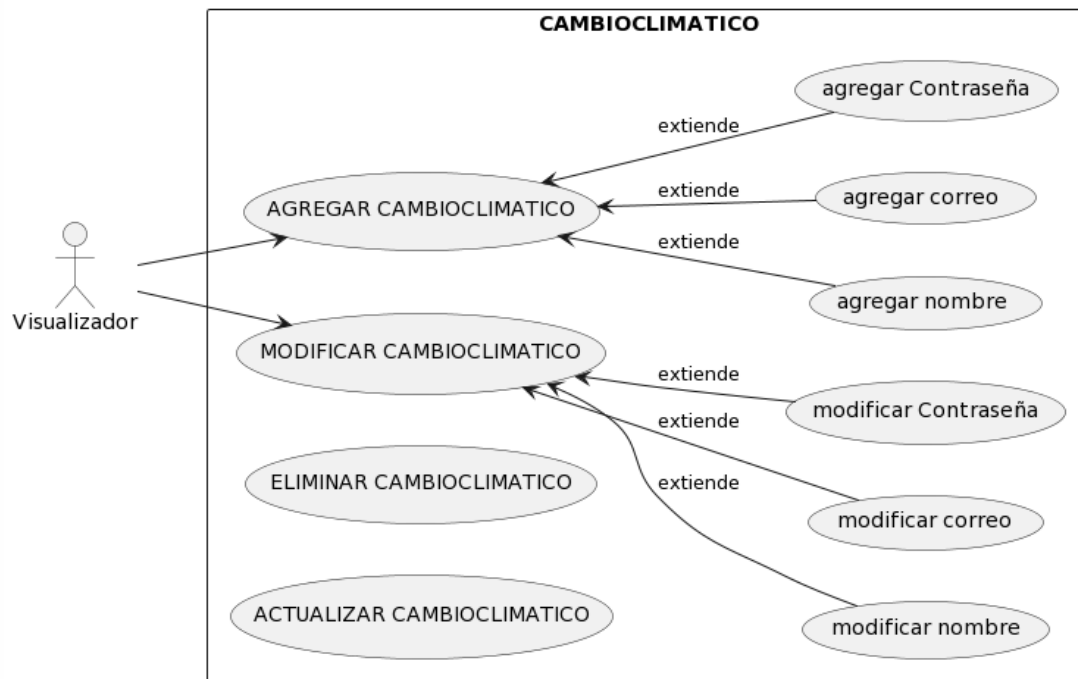 CAMBIOCLIMATICO
agregar Contraseña
extiende
extiende
agregar correo
AGREGAR CAMBIOCLIMATICO
extiende
agregar nombre
Visualizador
MODIFICAR CAMBIOCLIMATICO
extiende
modificar Contraseña
extiende
ELIMINAR CAMBIOCLIMATICO
extiende
modificar correo
ACTUALIZAR CAMBIOCLIMATICO
modificar nombre